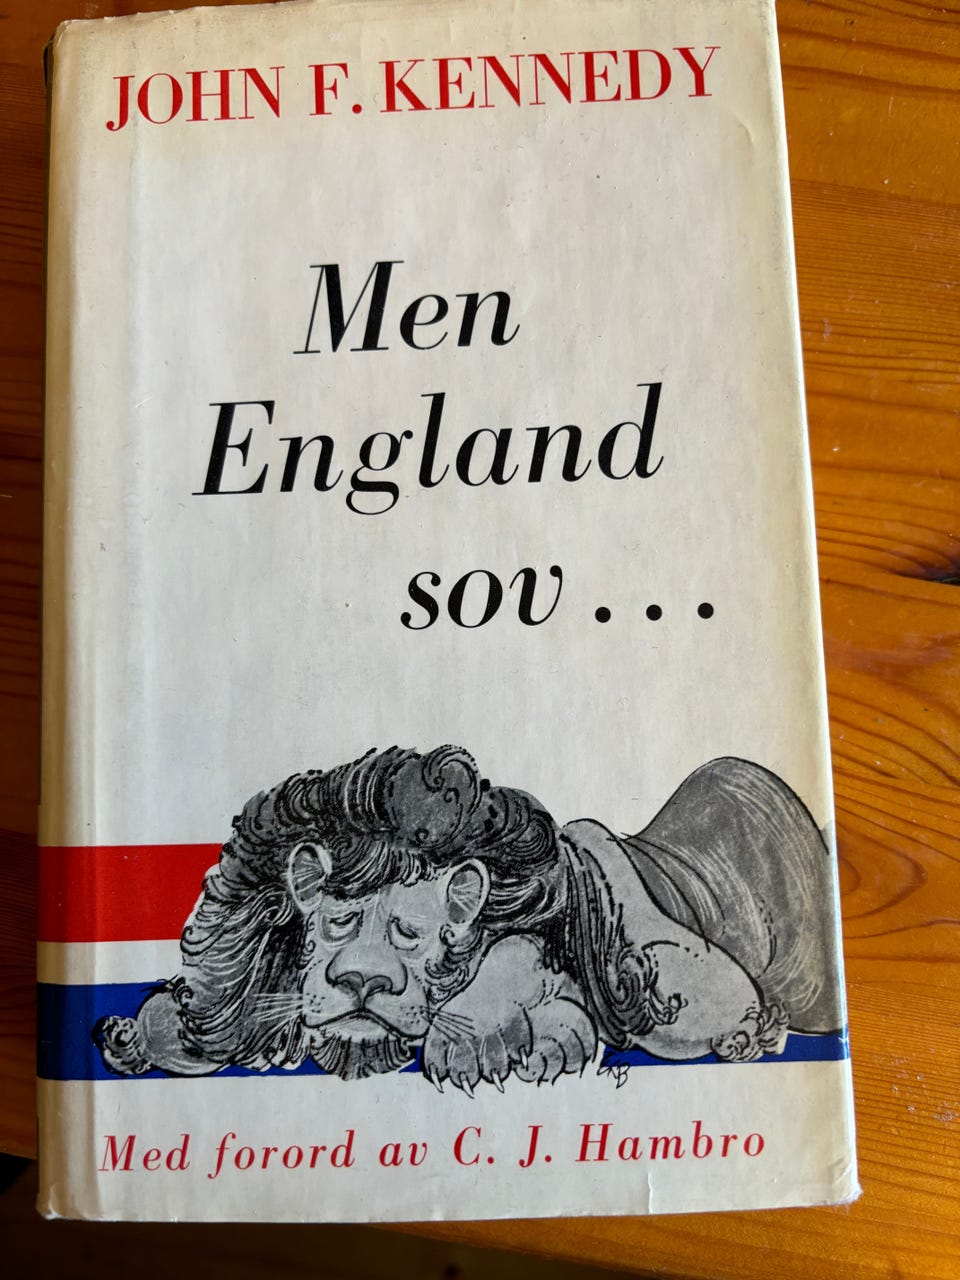 JOHN F. KENNEDY
Men
England
sov...
Med forord av C. J. Hambro